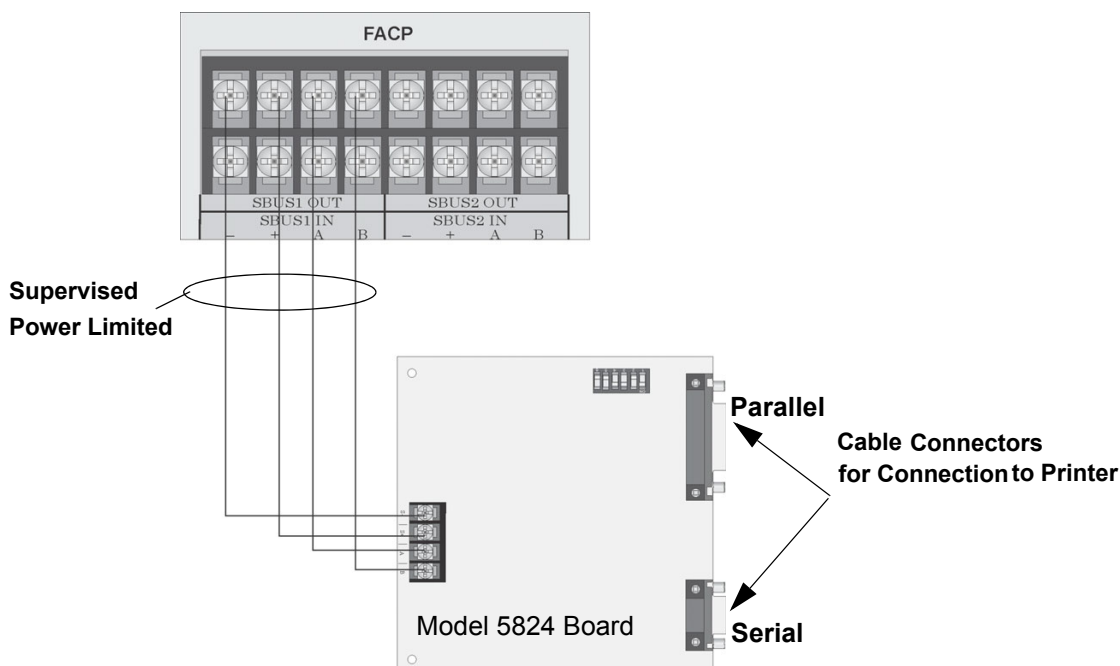 FACP
SBUS1 OUT SBUS2 OUT
SBUS1 IN SBUS2 IN
– + A B – + A B
Supervised
Power Limited
Parallel
Cable Connectors
for Connection to Printer
A
B
Model 5824 Board
Serial